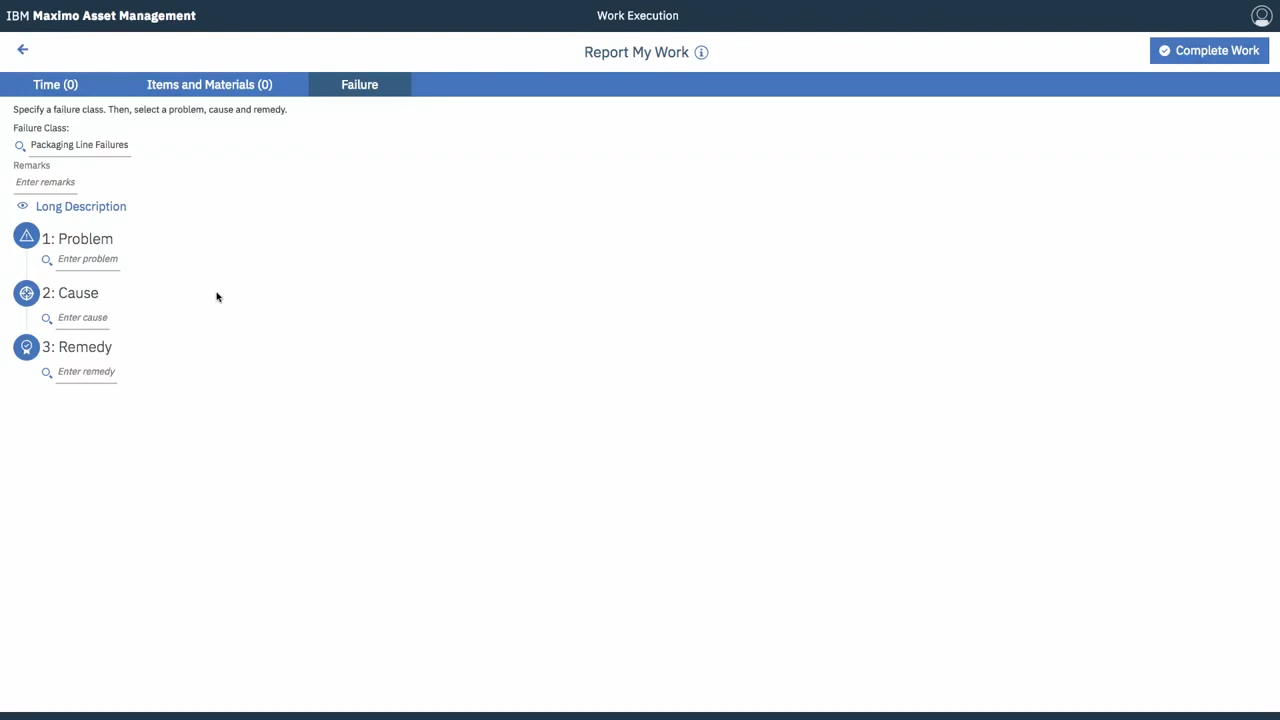 IBM Maximo Asset Management
Work Execution
Report My Work
Complete Work
Time (0)
Items and Materials (0)
Failure
Specify a failure class. Then, select a problem, cause and remedy.
Failure Class:
Packaging Line Failures
Remarks
Enter remarks
Long Description
1: Problem
Enter problem
2: Cause
Enter cause
3: Remedy
Enter remedy